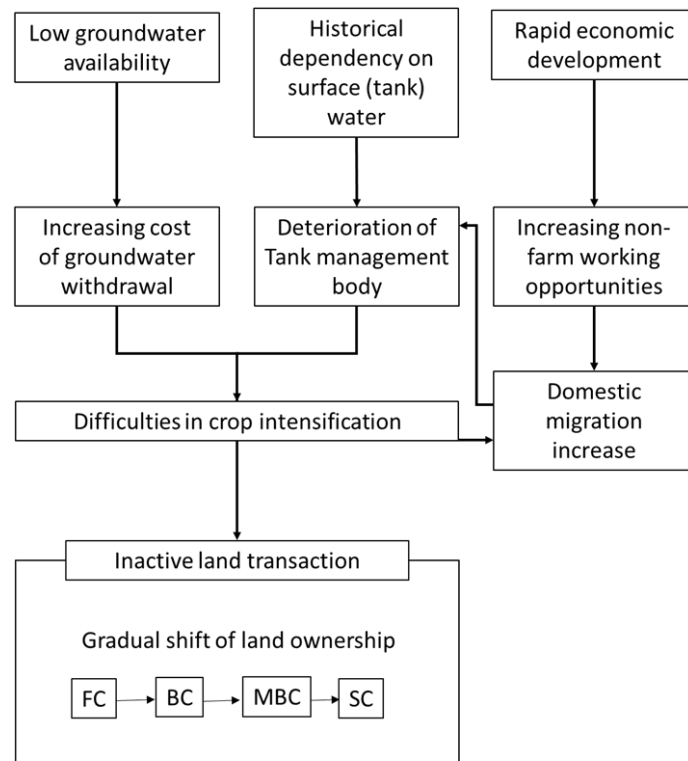 Low groundwater
availability
Historical
dependency on
surface (tank)
water
Rapid economic
development
Increasing cost
of groundwater
withdrawal
Deterioration of
Tank management
body
Increasing non-
farm working
opportunities
Difficulties in crop intensification
Domestic
migration
increase
Inactive land transaction
Gradual shift of land ownership
FC BC MBC SC